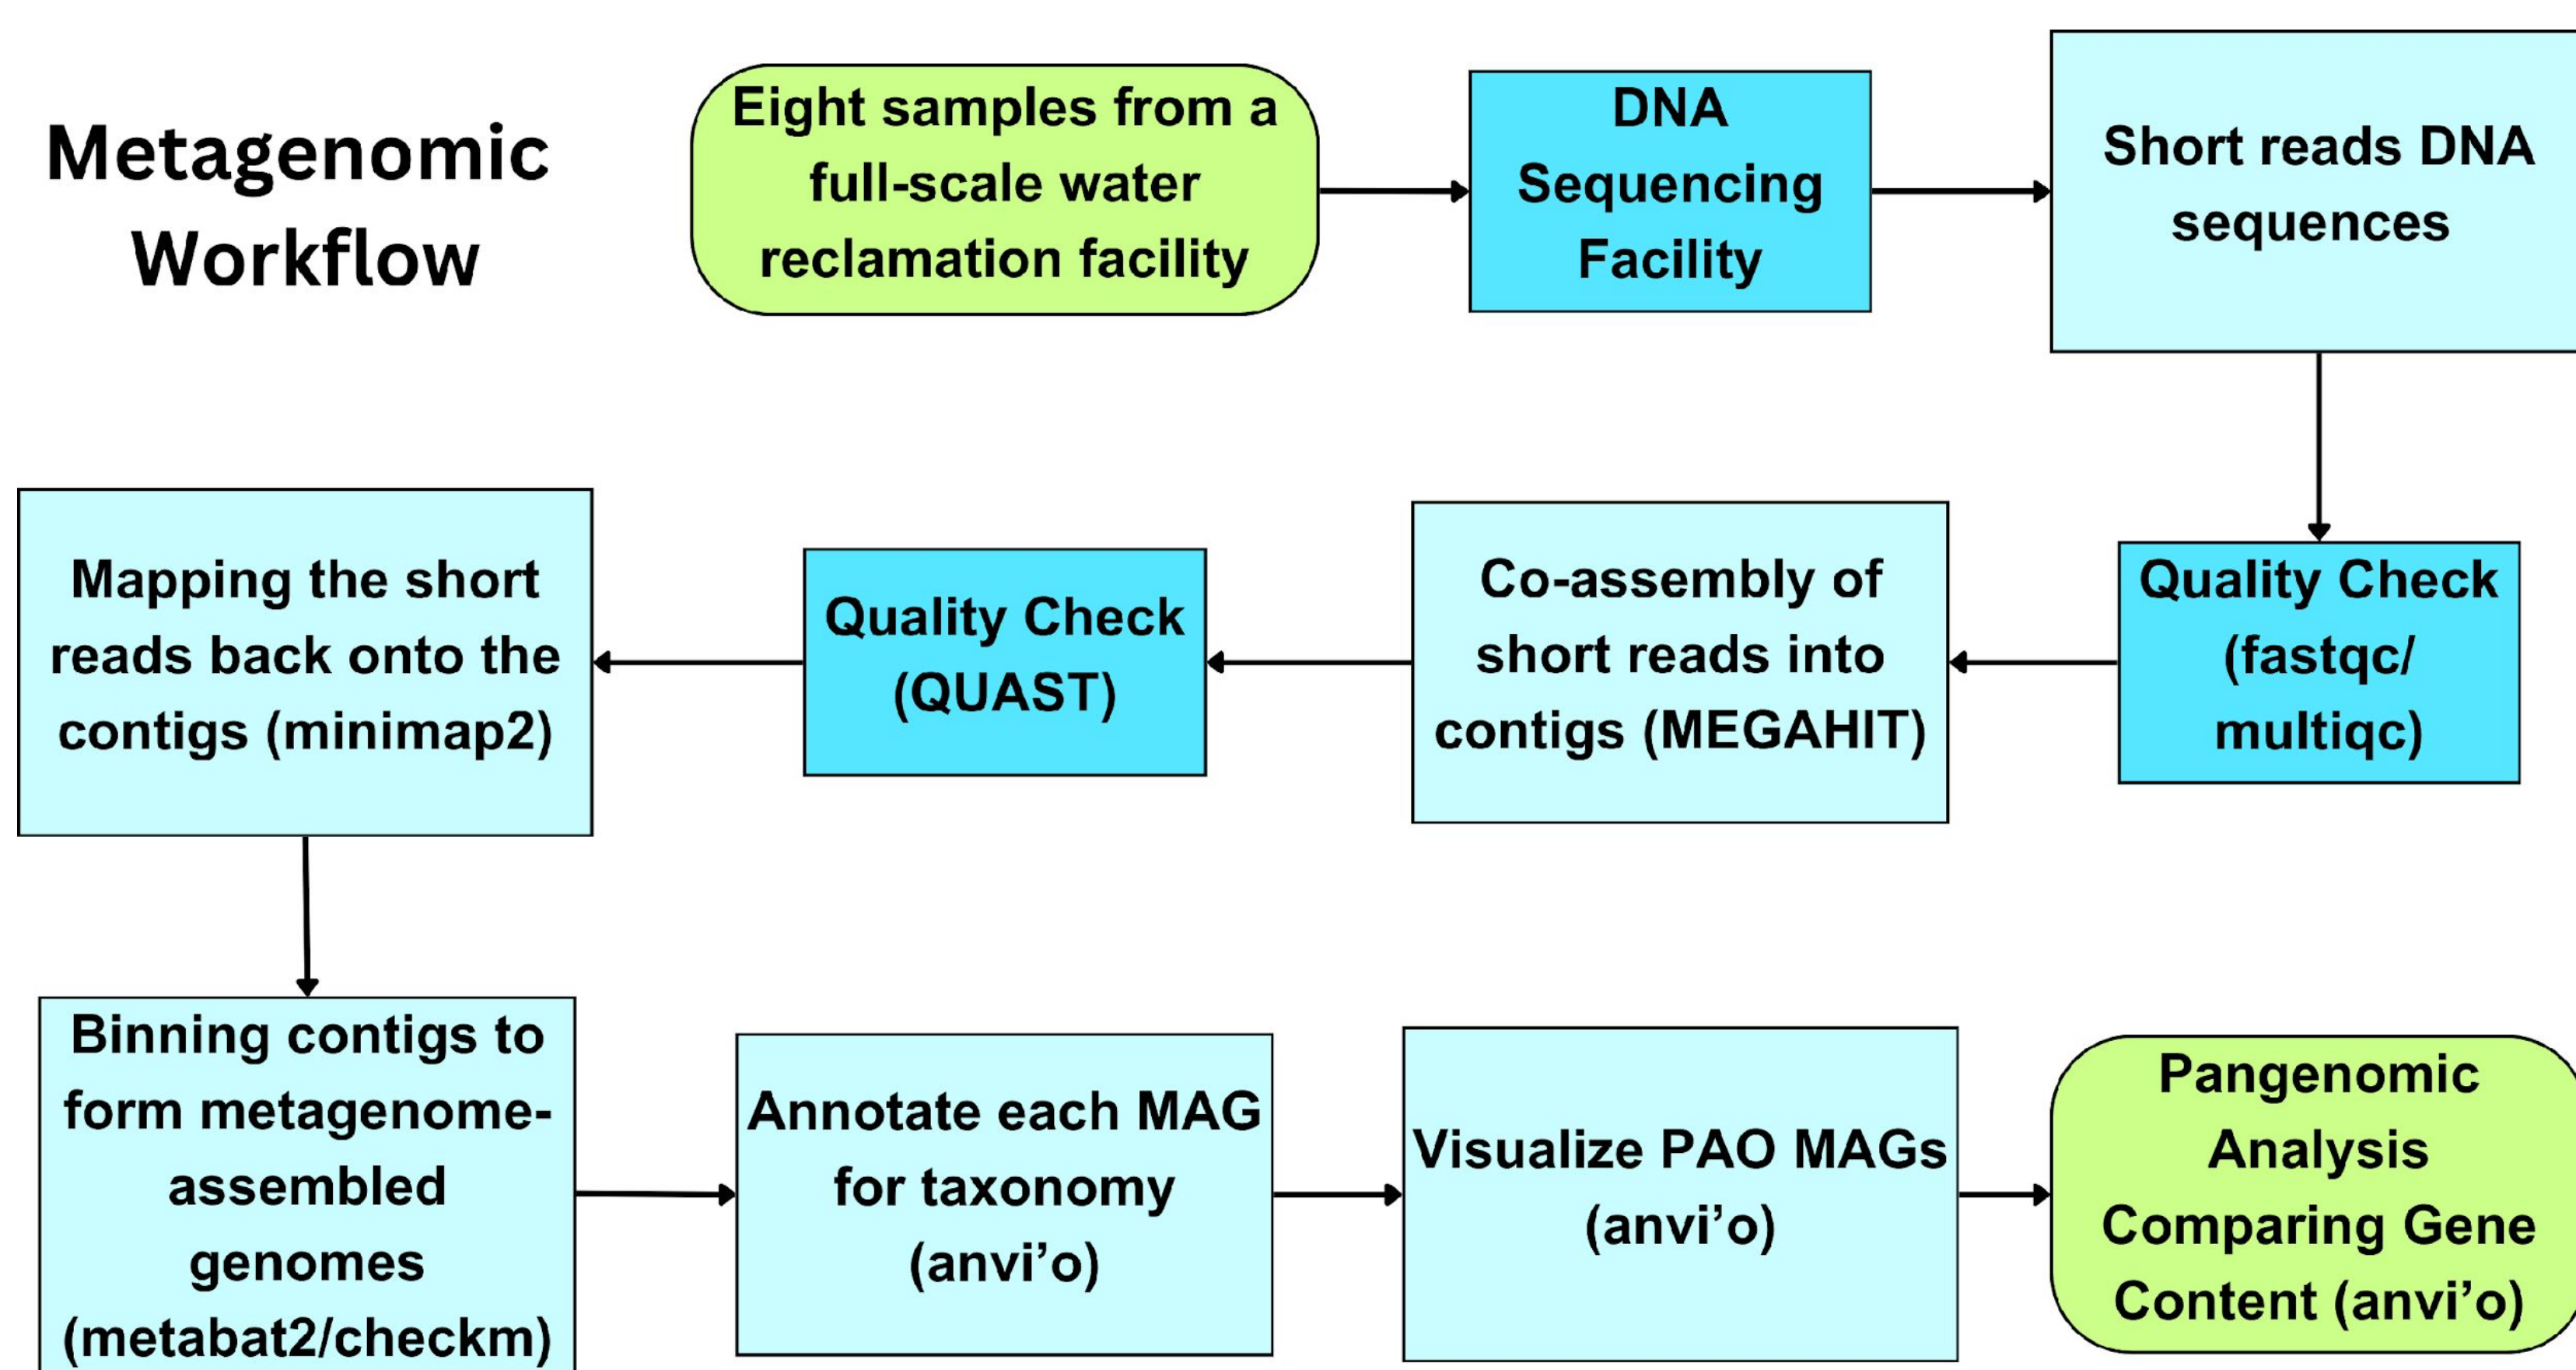 Metagenomic
Workflow
Eight samples from a
full-scale water
reclamation facility
DNA
Sequencing
Facility
Short reads DNA
sequences
Quality Check
(fastqc/
multiqc)
Co-assembly of
short reads into
contigs (MEGAHIT)
Quality Check
(QUAST)
Mapping the short
reads back onto the
contigs (minimap2)
Binning contigs to
form metagenome-
assembled
genomes
(metabat2/checkm)
Annotate each MAG
for taxonomy
(anvi’o)
Visualize PAO MAGs
(anvi’o)
Pangenomic
Analysis
Comparing Gene
Content (anvi’o)